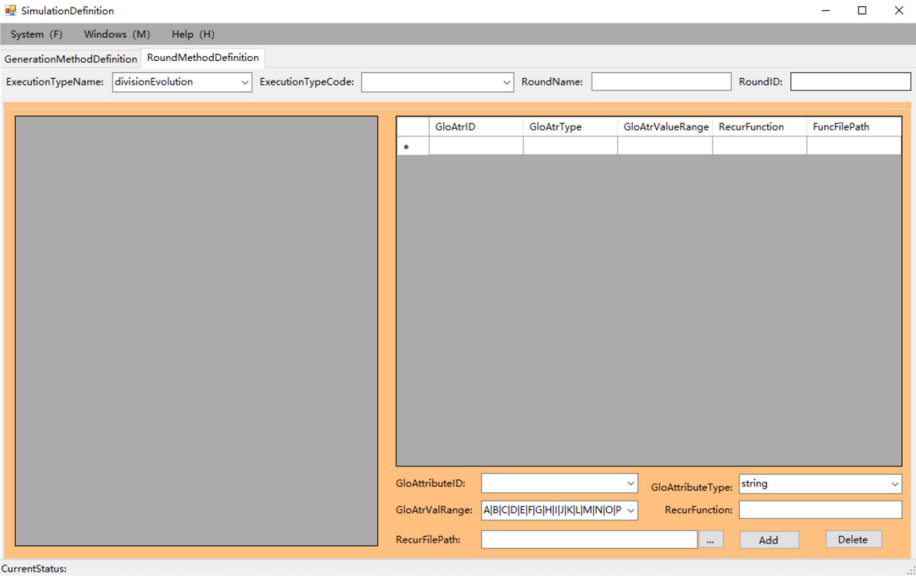 SimulationDefinition
System (F) Windows (M) Help (H)
GenerationMethodDefinition RoundMethodDefinition
ExecutionTypeName: divisionEvolution ExecutionTypeCode: RoundName: RoundID:
GloAtrID GloAtrType GloAtrValueRange RecurFunction FuncFilePath
*
GloAttributeID: GloAttributeType: string
GloAtrValRange: A|B|C|D|E|F|G|H|I|J|K|L|M|N|O|P RecurFunction:
RecurFilePath: ... Add Delete
CurrentStatus: